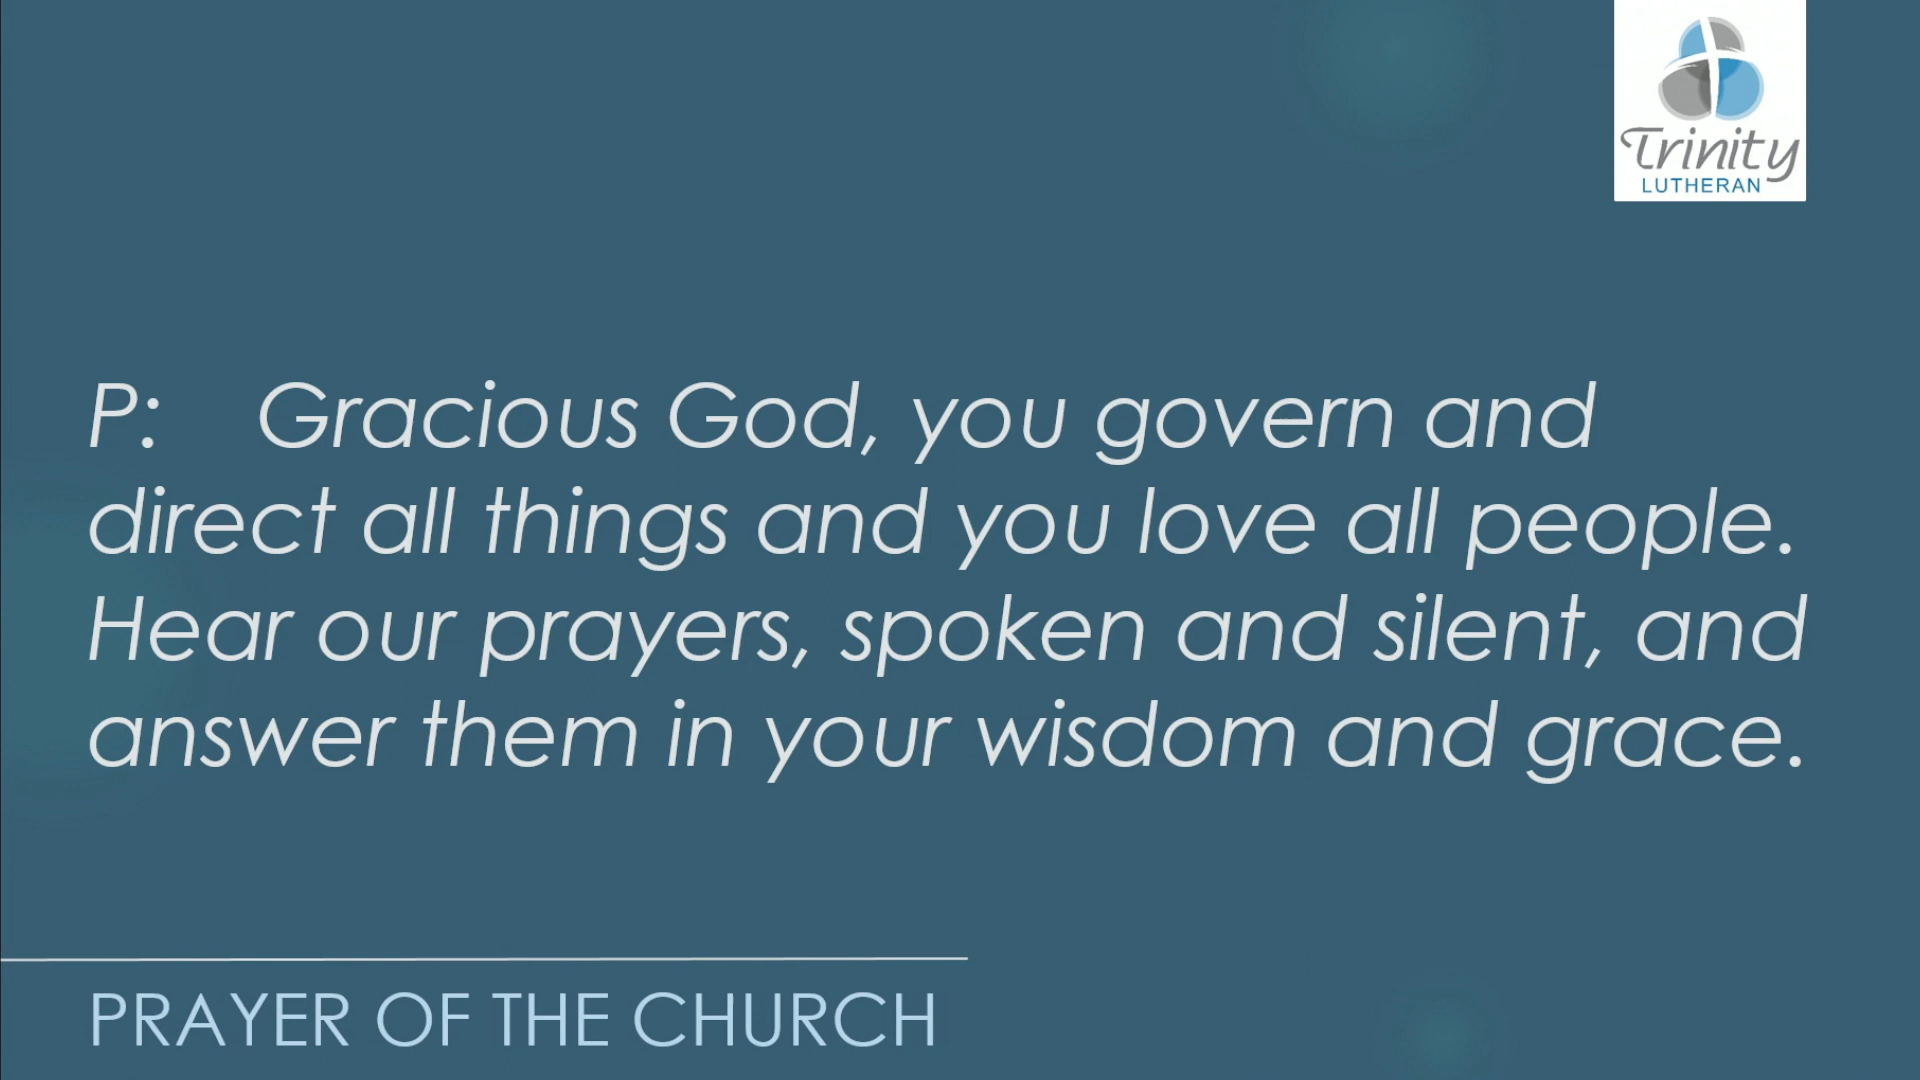 Trinity
LUTHERAN
P: Gracious God, you govern and
direct all things and you love all people.
Hear our prayers, spoken and silent, and
answer them in your wisdom and grace.
PRAYER OF THE CHURCH